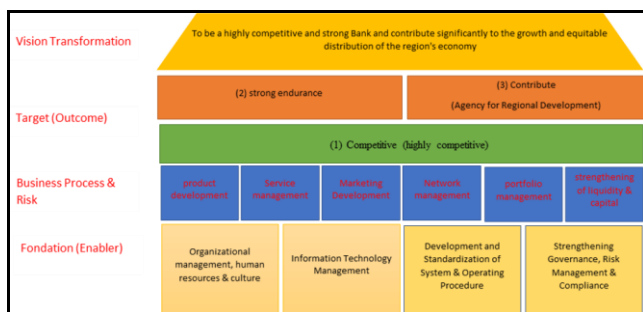 Vision Transformation
To be a highly competitive and strong Bank and contribute significantly to the growth and equitable
distribution of the region's economy
Target (Outcome)
(2) strong endurance
(3) Contribute
(Agency for Regional Development)
(1) Competitive (highly competitive)
Business Process &
Risk
product
development
Service
management
Marketing
Development
Network
management
portfolio
management
strengthening
of liquidity &
capital
Fondation (Enabler)
Organizational
management, human
resources & culture
Information Technology
Management
Development and
Standardization of
System & Operating
Procedure
Strengthening
Governance, Risk
Management &
Compliance